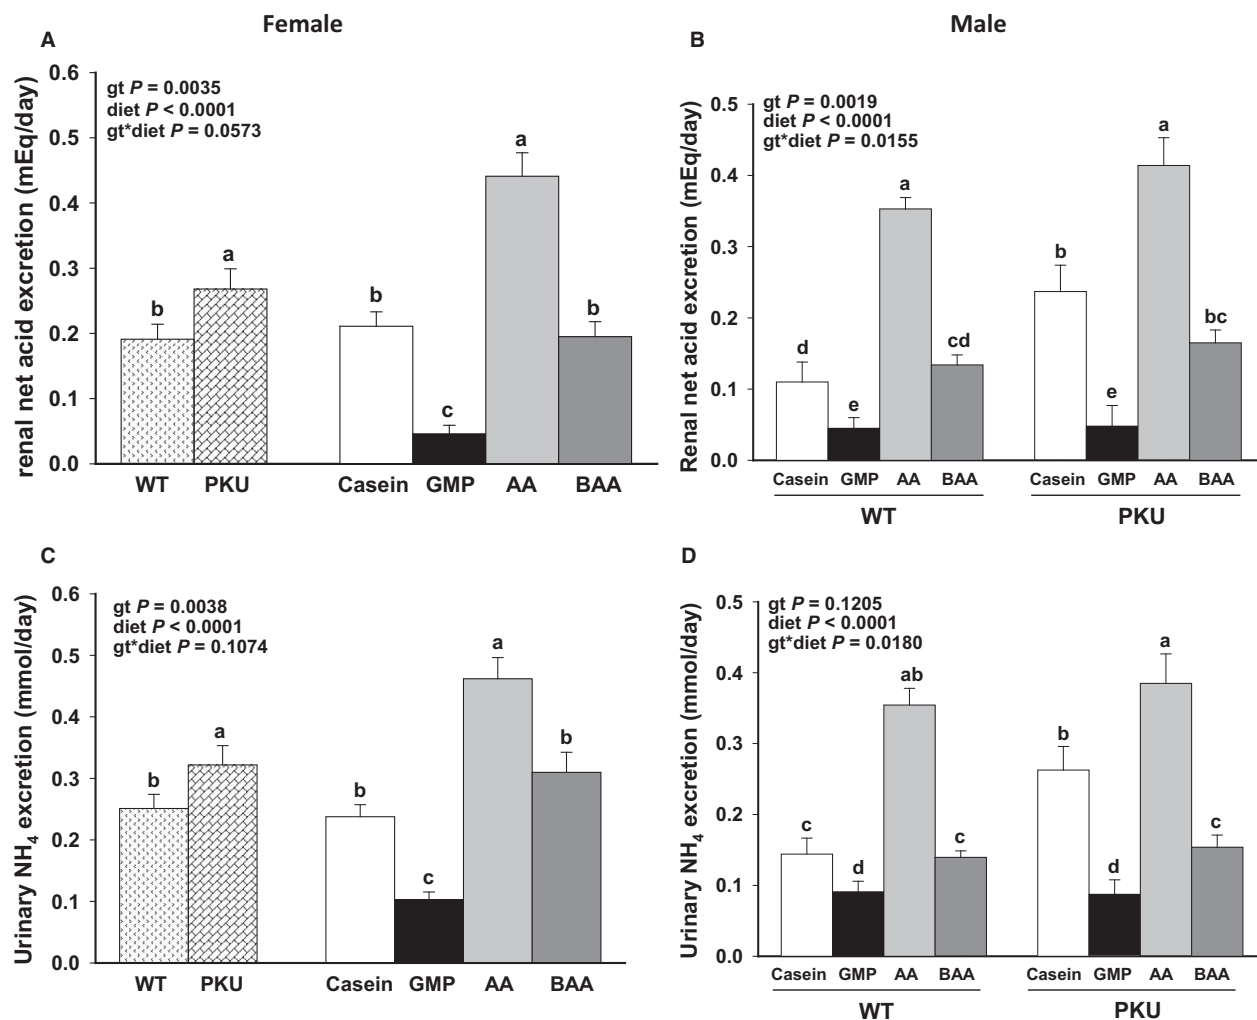 Female
Male
A
renal net acid excretion (mEq/day)
gt P = 0.0035
diet P < 0.0001
gt*diet P = 0.0573
0.6
0.5
0.4
0.3
0.2
0.1
0.0
b
a
b
c
a
b
WT PKU Casein GMP AA BAA
B
Renal net acid excretion (mEq/day)
gt P = 0.0019
diet P < 0.0001
gt*diet P = 0.0155
0.5
0.4
0.3
0.2
0.1
0.0
d
e
a
cd
b
e
a
bc
Casein GMP AA BAA Casein GMP AA BAA
WT PKU
C
Urinary NH4 excretion (mmol/day)
gt P = 0.0038
diet P < 0.0001
gt*diet P = 0.1074
0.6
0.5
0.4
0.3
0.2
0.1
0.0
b
a
b
c
a
b
WT PKU Casein GMP AA BAA
D
Urinary NH4 excretion (mmol/day)
gt P = 0.1205
diet P < 0.0001
gt*diet P = 0.0180
0.5
0.4
0.3
0.2
0.1
0.0
c
d
ab
c
b
d
a
c
Casein GMP AA BAA Casein GMP AA BAA
WT PKU